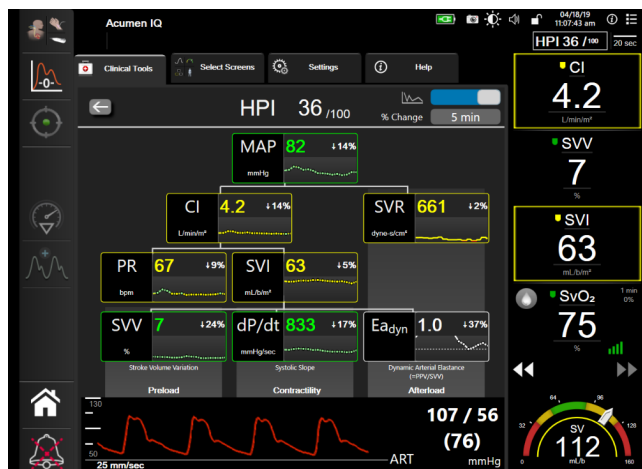 Acumen IQ
04/18/19
11:07:43 am
HPI 36 /100
20 sec
-0-
Clinical Tools
Select Screens
Settings
Help
HPI 36 /100
% Change
5 min
MAP 82 ↓14%
mmHg
CI 4.2 ↓14%
L/min/m²
SVR 661 ↓2%
dyne-s/cm⁵
PR 67 ↓9%
bpm
SVI 63 ↓5%
mL/b/m²
SVV 7 ↓24%
%
dP/dt 833 ↓17%
mmHg/sec
Eadyn 1.0 ↓37%
Stroke Volume Variation
Systolic Slope
Dynamic Arterial Elastance
(=PPV/SVV)
Preload
Contractility
Afterload
130
50
25 mm/sec
107 / 56
(76)
ART
mmHg
CI
4.2
L/min/m²
SVV
7
%
SVI
63
mL/b/m²
SvO₂
1 min
0%
75
%
0
32
64
96
128
160
SV
112
mL/b